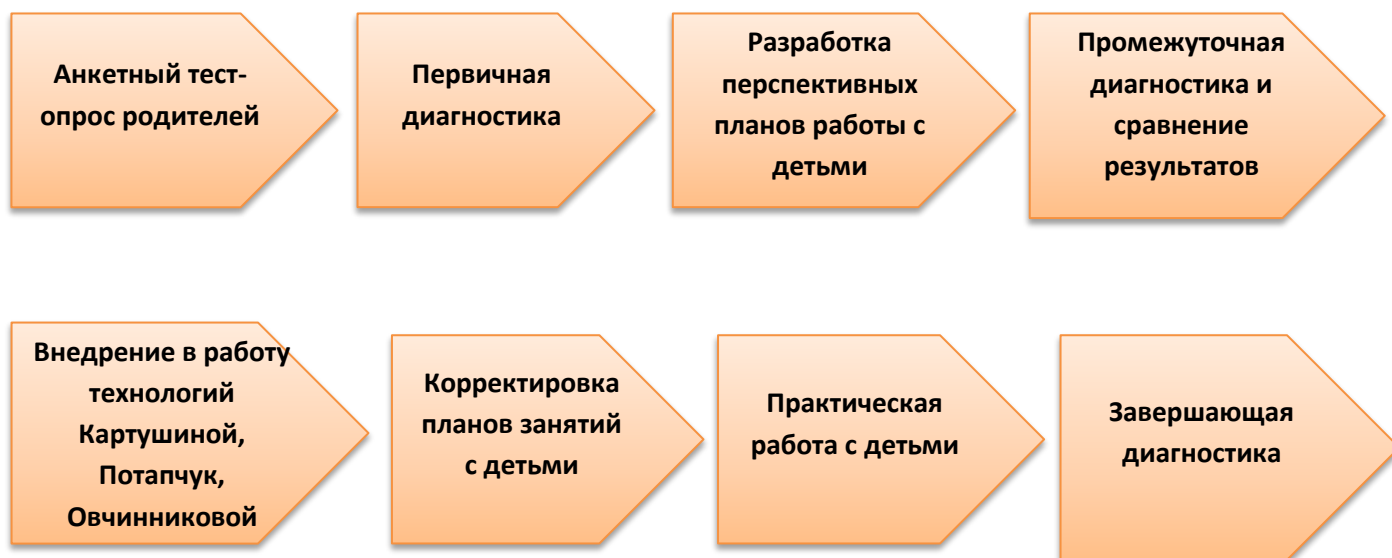 Анкетный тест-
опрос родителей
Первичная
диагностика
Разработка
перспективных
планов работы с
детьми
Промежуточная
диагностика и
сравнение
результатов
Внедрение в работу
технологий
Картушиной,
Потапчук,
Овчинниковой
Корректировка
планов занятий
с детьми
Практическая
работа с детьми
Завершающая
диагностика